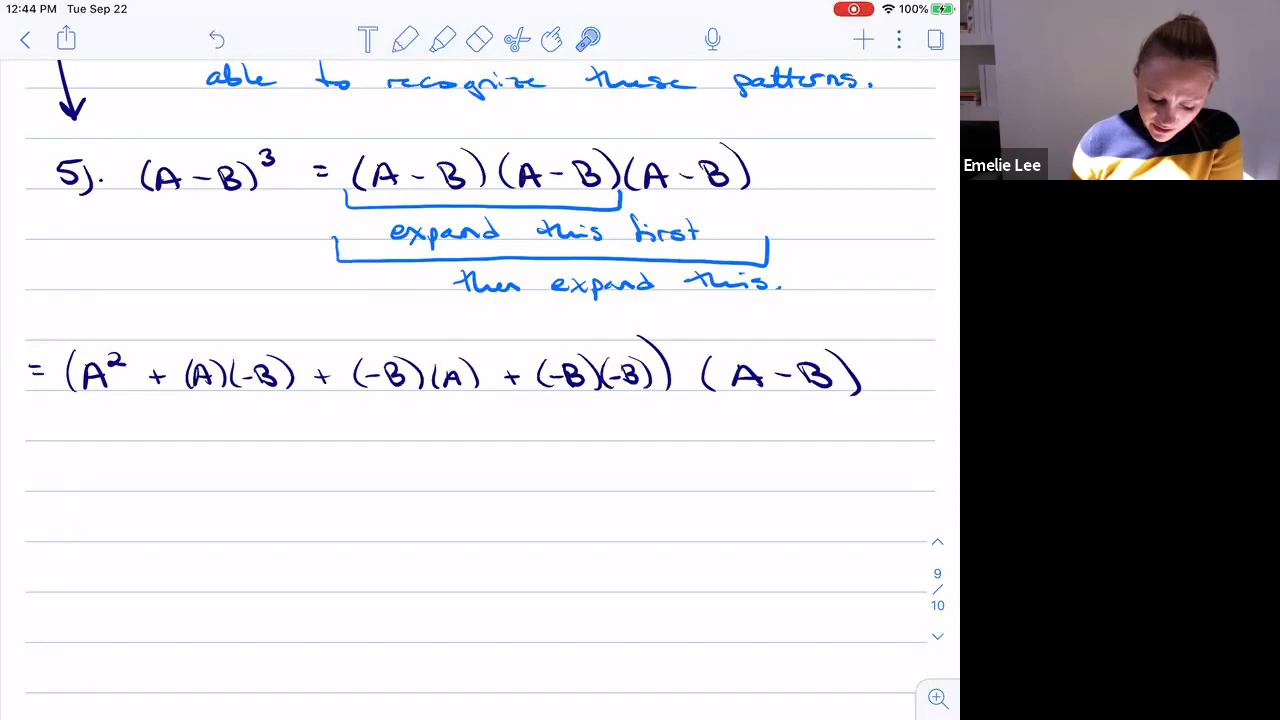 12:44 PM Tue Sep 22 100%
able to recognize these patterns.
5). (A - B)³ = (A - B)(A - B)(A - B)
expand this first
then expand this.
= (A² + (A)(-B) + (-B)(A) + (-B)(-B)) (A - B)
Emelie Lee
9
/
10